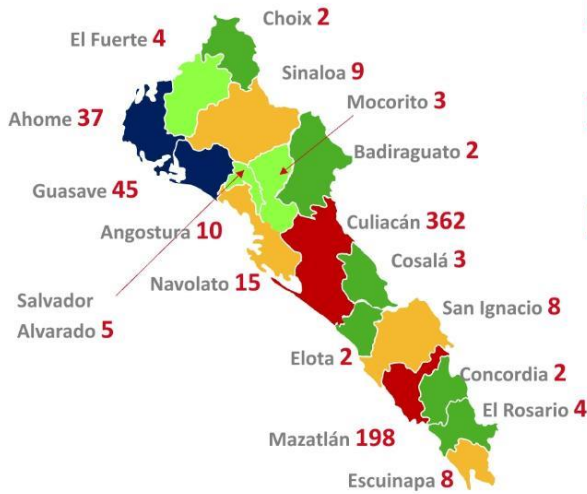 Choix 2
El Fuerte 4
Sinaloa 9
Mocorito 3
Ahome 37
Badiraguato 2
Guasave 45
Culiacán 362
Angostura 10
Cosalá 3
Navolato 15
Salvador
Alvarado 5
San Ignacio 8
Elota 2
Concordia 2
El Rosario 4
Mazatlán 198
Escuinapa 8